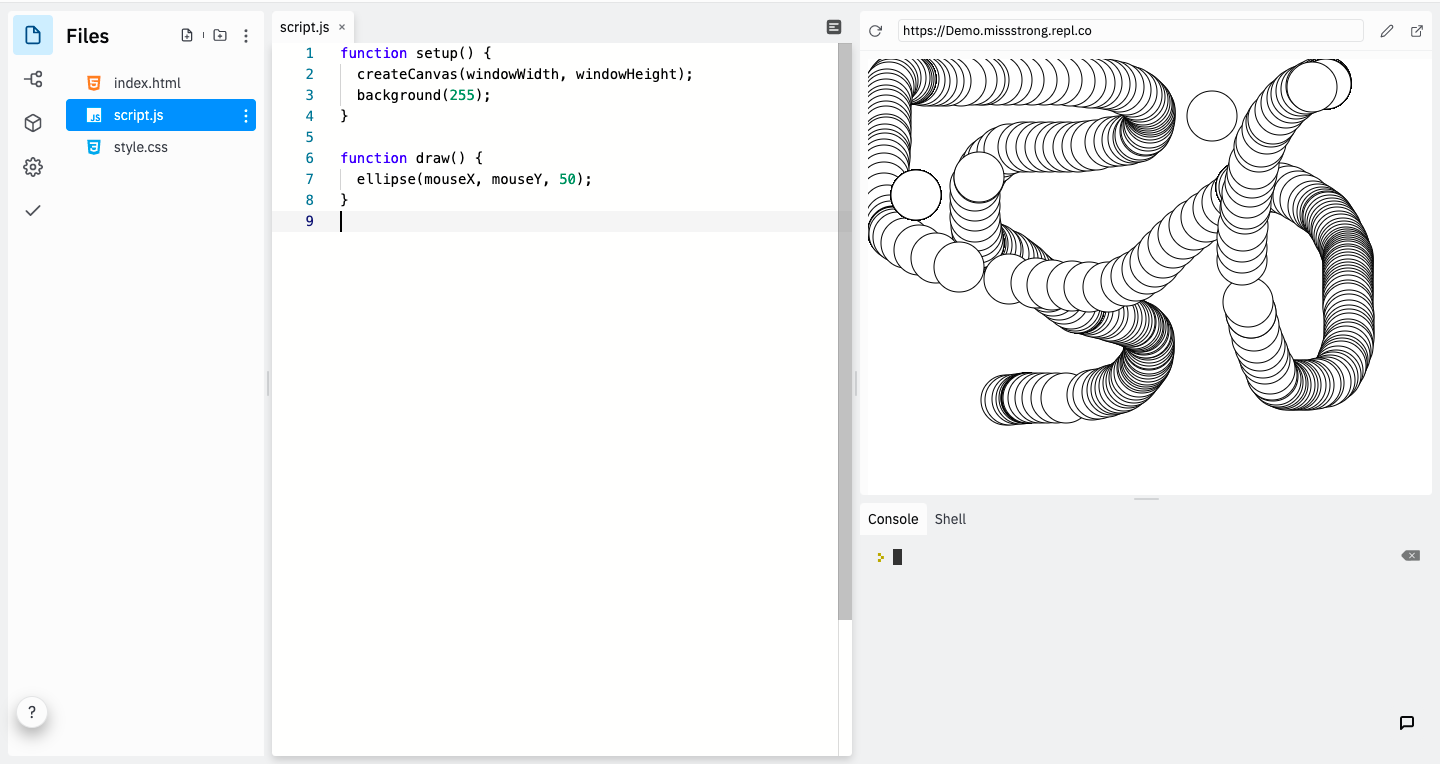 Files
index.html
script.js
style.css
?
script.js ×
1 function setup() {
2 createCanvas(windowWidth, windowHeight);
3 background(255);
4 }
5
6 function draw() {
7 ellipse(mouseX, mouseY, 50);
8 }
9
https://Demo.missstrong.repl.co
Console Shell